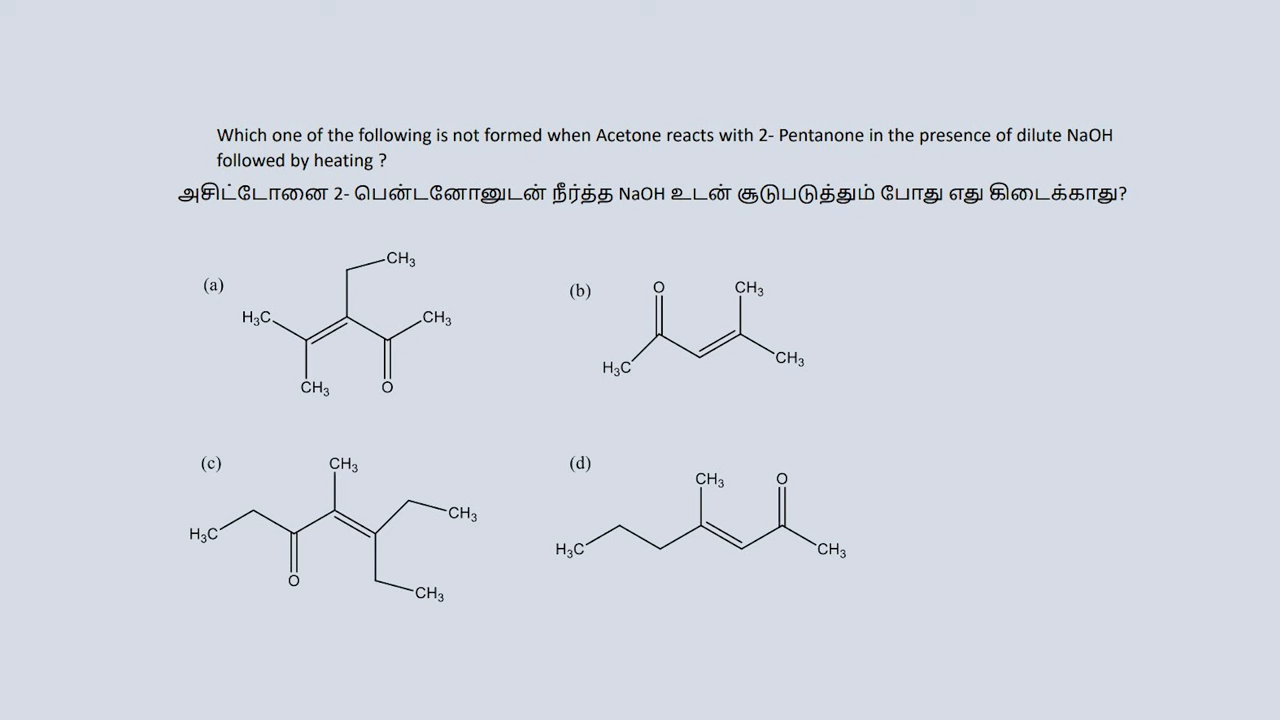 Which one of the following is not formed when Acetone reacts with 2- Pentanone in the presence of dilute NaOH
followed by heating ?
அசிட்டோனை 2- பென்டனோனுடன் நீர்த்த NaOH உடன் சூடுபடுத்தும் போது எது கிடைக்காது?
(a)
CH3
H3C
CH3
CH3
O
(b)
O
CH3
H3C
CH3
(c)
CH3
H3C
CH3
O
CH3
(d)
CH3
O
H3C
CH3